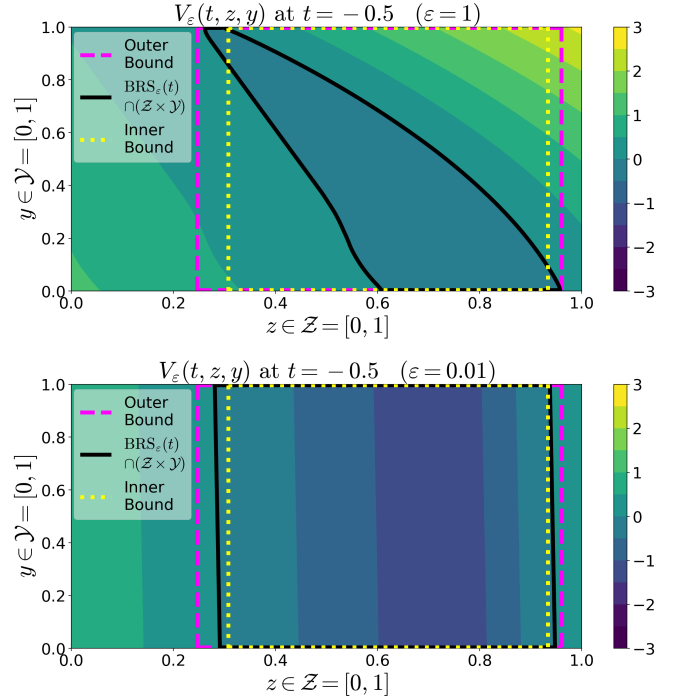 V_ε(t, z, y) at t = −0.5 (ε = 1)
1.0
0.8
0.6
0.4
0.2
0.0
y ∈ 𝒴 = [0, 1]
Outer
Bound
BRS_ε(t)
∩(𝒵 × 𝒴)
Inner
Bound
0.0 0.2 0.4 0.6 0.8 1.0
z ∈ 𝒵 = [0, 1]
3
2
1
0
−1
−2
−3
V_ε(t, z, y) at t = −0.5 (ε = 0.01)
1.0
0.8
0.6
0.4
0.2
0.0
y ∈ 𝒴 = [0, 1]
Outer
Bound
BRS_ε(t)
∩(𝒵 × 𝒴)
Inner
Bound
0.0 0.2 0.4 0.6 0.8 1.0
z ∈ 𝒵 = [0, 1]
3
2
1
0
−1
−2
−3